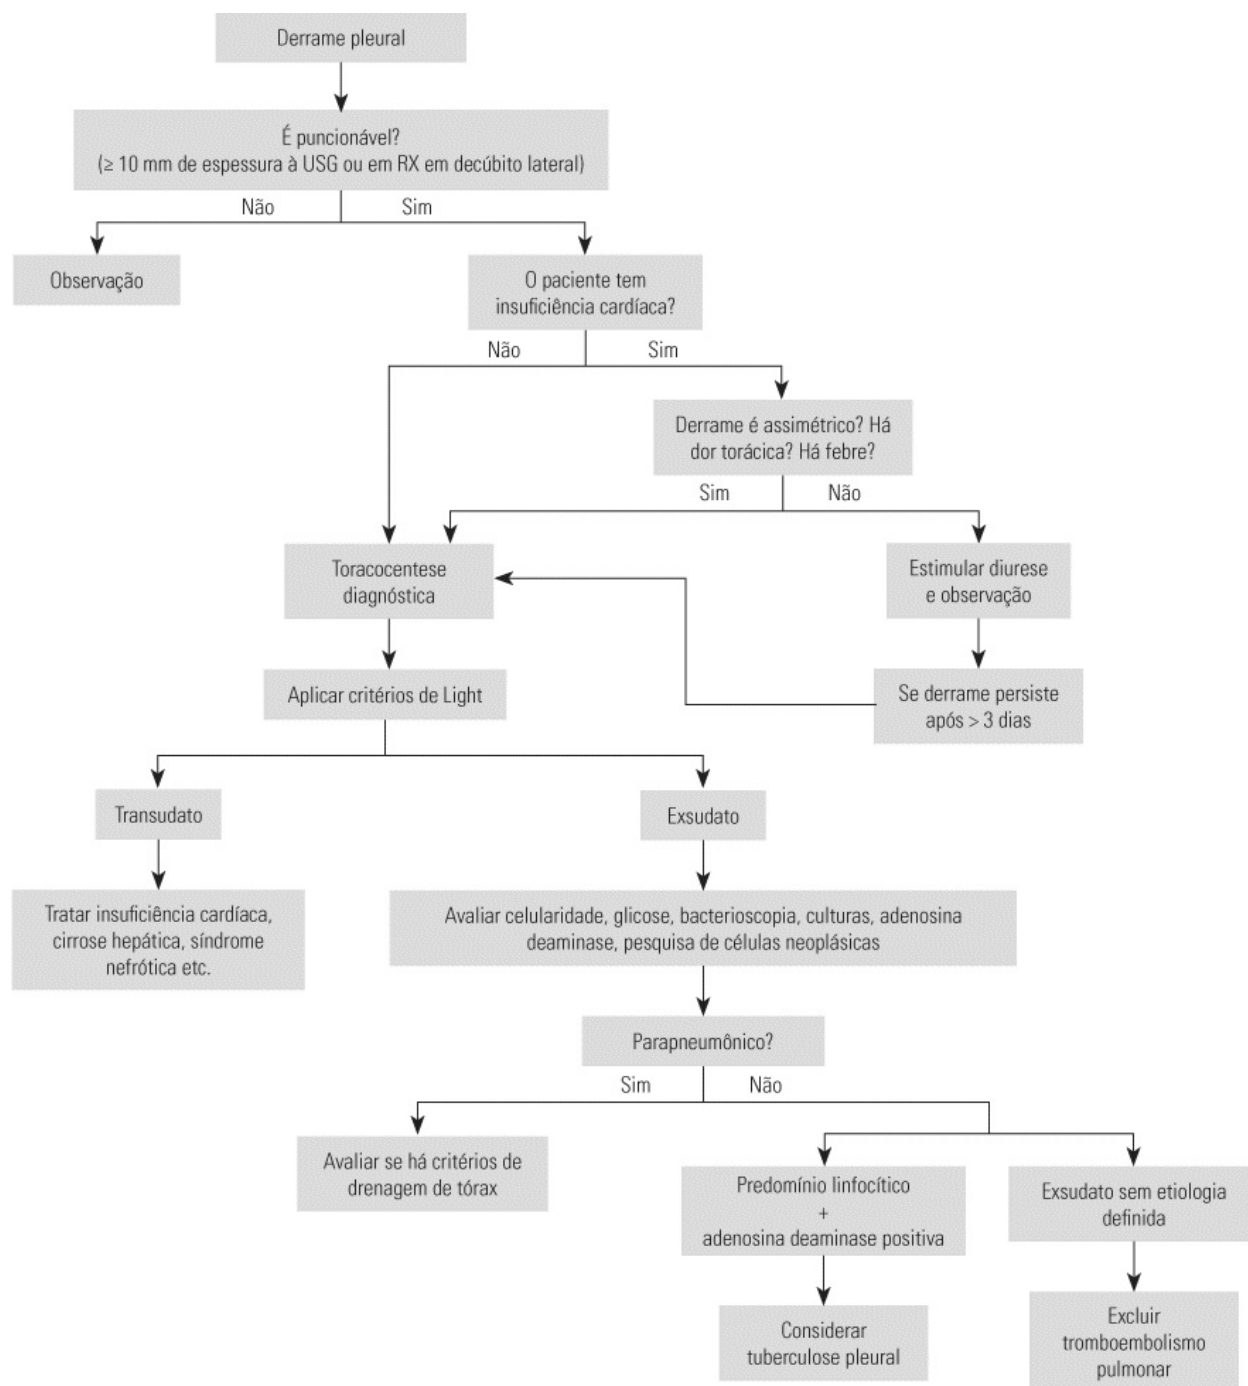 Derrame pleural
É puncionável?
(≥ 10 mm de espessura à USG ou em RX em decúbito lateral)
Não
Sim
Observação
O paciente tem
insuficiência cardíaca?
Não
Sim
Derrame é assimétrico? Há
dor torácica? Há febre?
Sim
Não
Toracocentese
diagnóstica
Estimular diurese
e observação
Aplicar critérios de Light
Se derrame persiste
após > 3 dias
Transudato
Exsudato
Tratar insuficiência cardíaca,
cirrose hepática, síndrome
nefrótica etc.
Avaliar celularidade, glicose, bacterioscopia, culturas, adenosina
deaminase, pesquisa de células neoplásicas
Parapneumônico?
Sim
Não
Avaliar se há critérios de
drenagem de tórax
Predomínio linfocítico
+
adenosina deaminase positiva
Exsudato sem etiologia
definida
Considerar
tuberculose pleural
Excluir
tromboembolismo
pulmonar